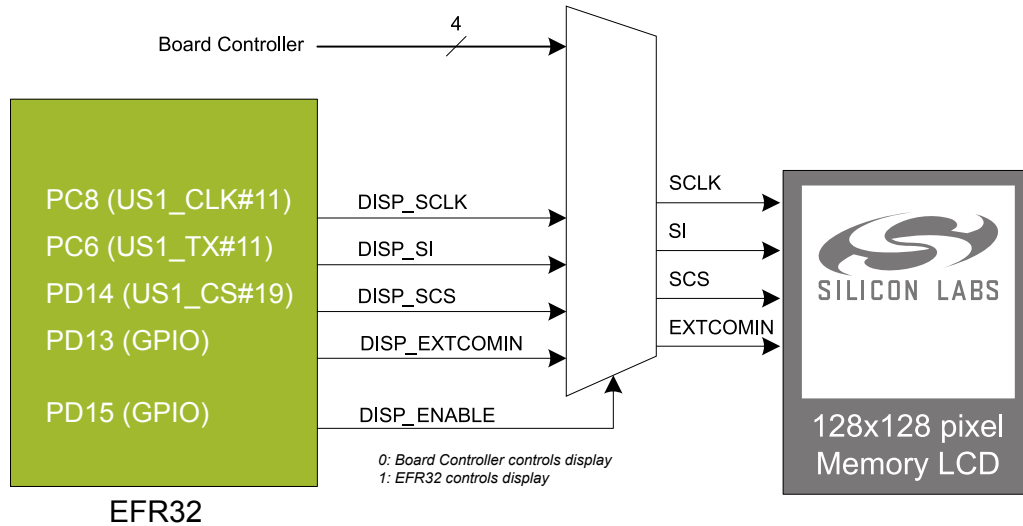 4
Board Controller
PC8 (US1_CLK#11)
PC6 (US1_TX#11)
PD14 (US1_CS#19)
PD13 (GPIO)
PD15 (GPIO)
EFR32
DISP_SCLK
DISP_SI
DISP_SCS
DISP_EXTCOMIN
DISP_ENABLE
0: Board Controller controls display
1: EFR32 controls display
SCLK
SI
SCS
EXTCOMIN
SILICON LABS
128x128 pixel
Memory LCD